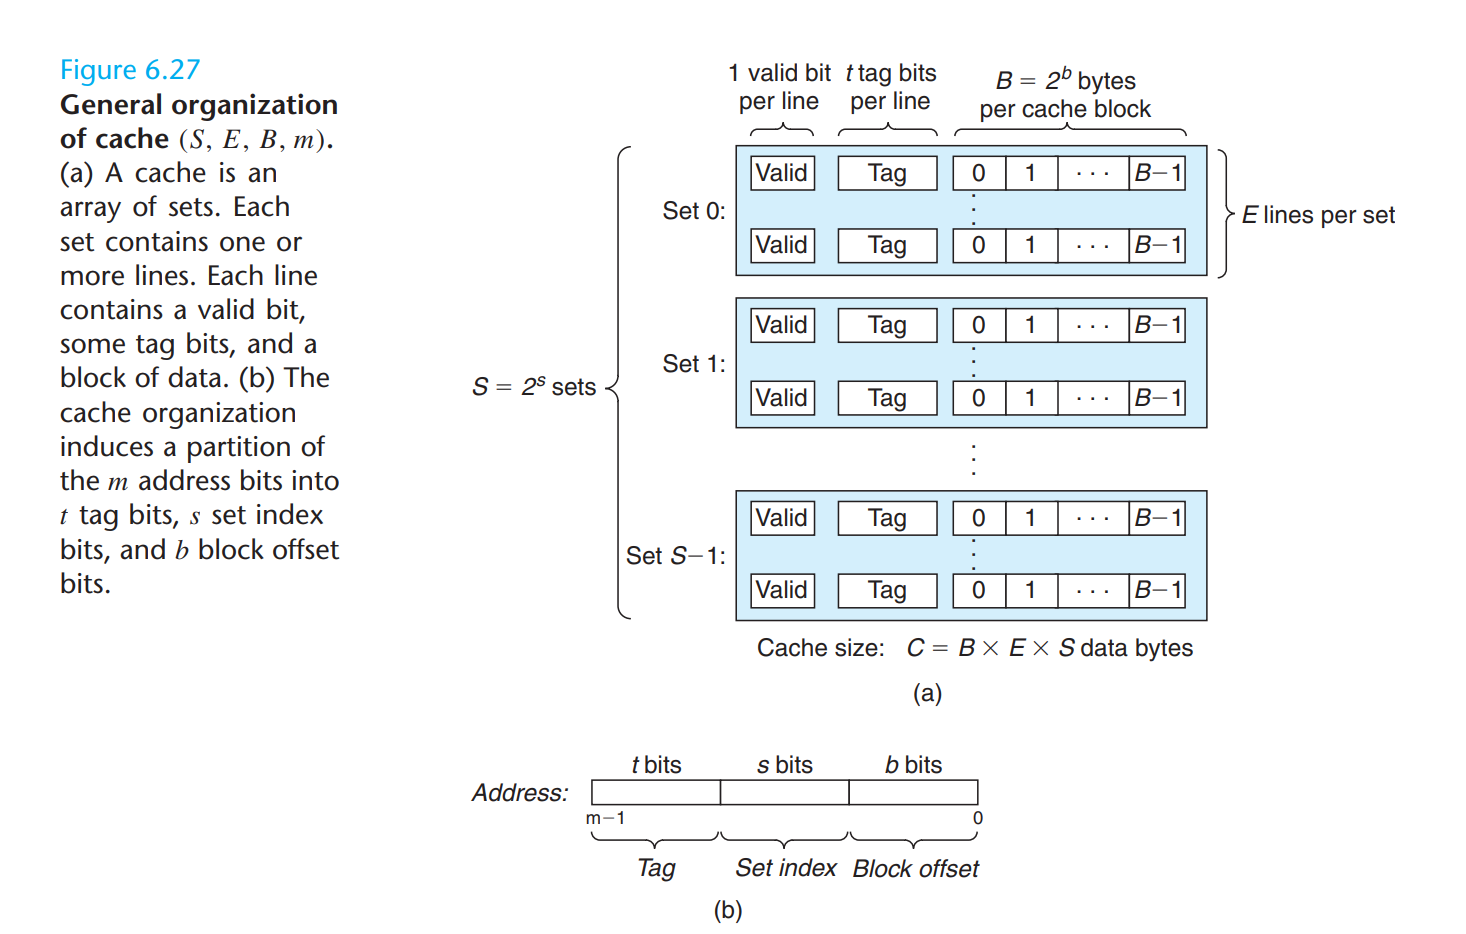 Figure 6.27
General organization
of cache (S, E, B, m).
(a) A cache is an
array of sets. Each
set contains one or
more lines. Each line
contains a valid bit,
some tag bits, and a
block of data. (b) The
cache organization
induces a partition of
the m address bits into
t tag bits, s set index
bits, and b block offset
bits.
1 valid bit
per line
t tag bits
per line
B = 2ᵇ bytes
per cache block
S = 2ˢ sets
Set 0:
Valid Tag 0 1 · · · B−1
Valid Tag 0 1 · · · B−1
E lines per set
Set 1:
Valid Tag 0 1 · · · B−1
Valid Tag 0 1 · · · B−1
Set S−1:
Valid Tag 0 1 · · · B−1
Valid Tag 0 1 · · · B−1
Cache size: C = B × E × S data bytes
(a)
t bits s bits b bits
Address:
m−1 0
Tag Set index Block offset
(b)